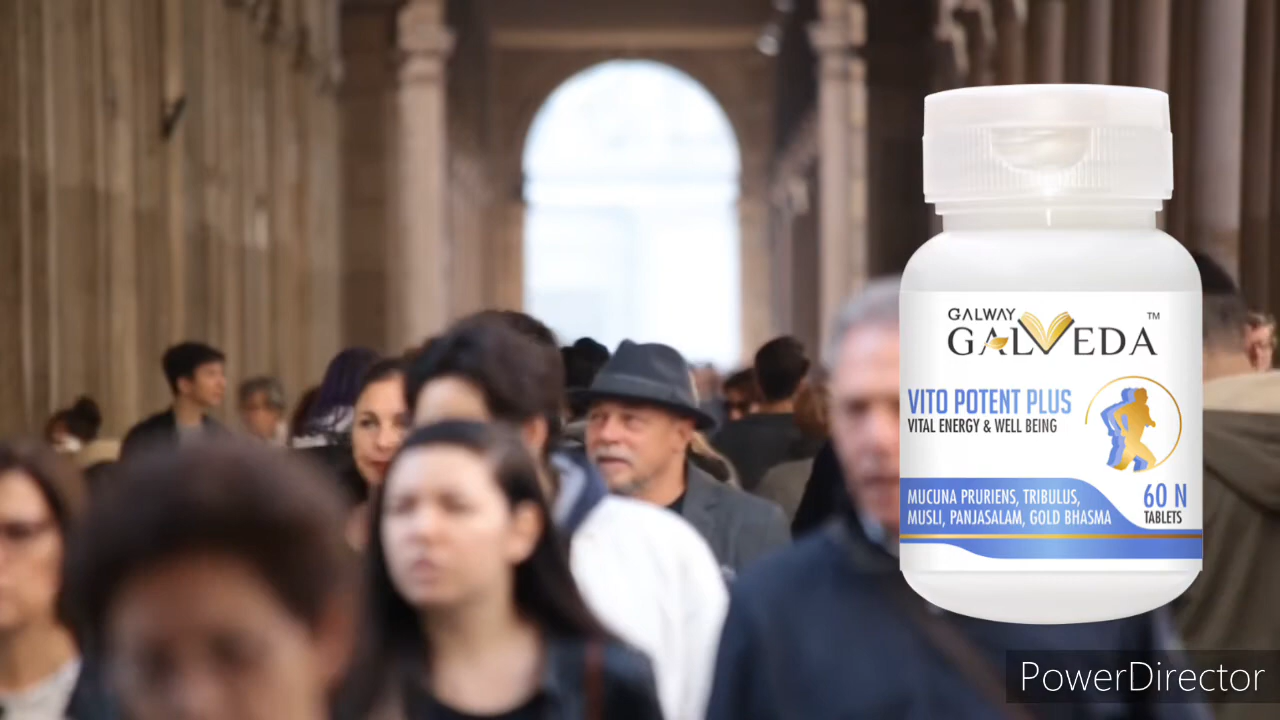 GALWAY
GALVEDA TM
VITO POTENT PLUS
VITAL ENERGY & WELL BEING
MUCUNA PRURIENS, TRIBULUS,
MUSLI, PANJASALAM, GOLD BHASMA
60 N
TABLETS
PowerDirector